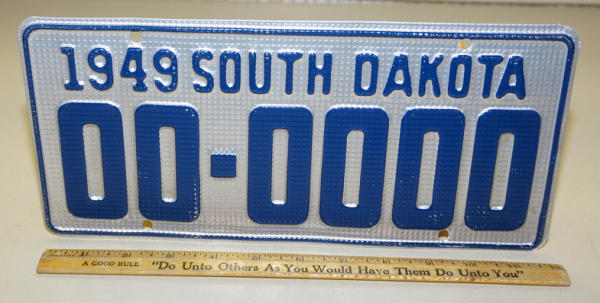 1949 SOUTH DAKOTA
00-0000
A GOOD RULE "Do Unto Others As You Would Have Them Do Unto You"